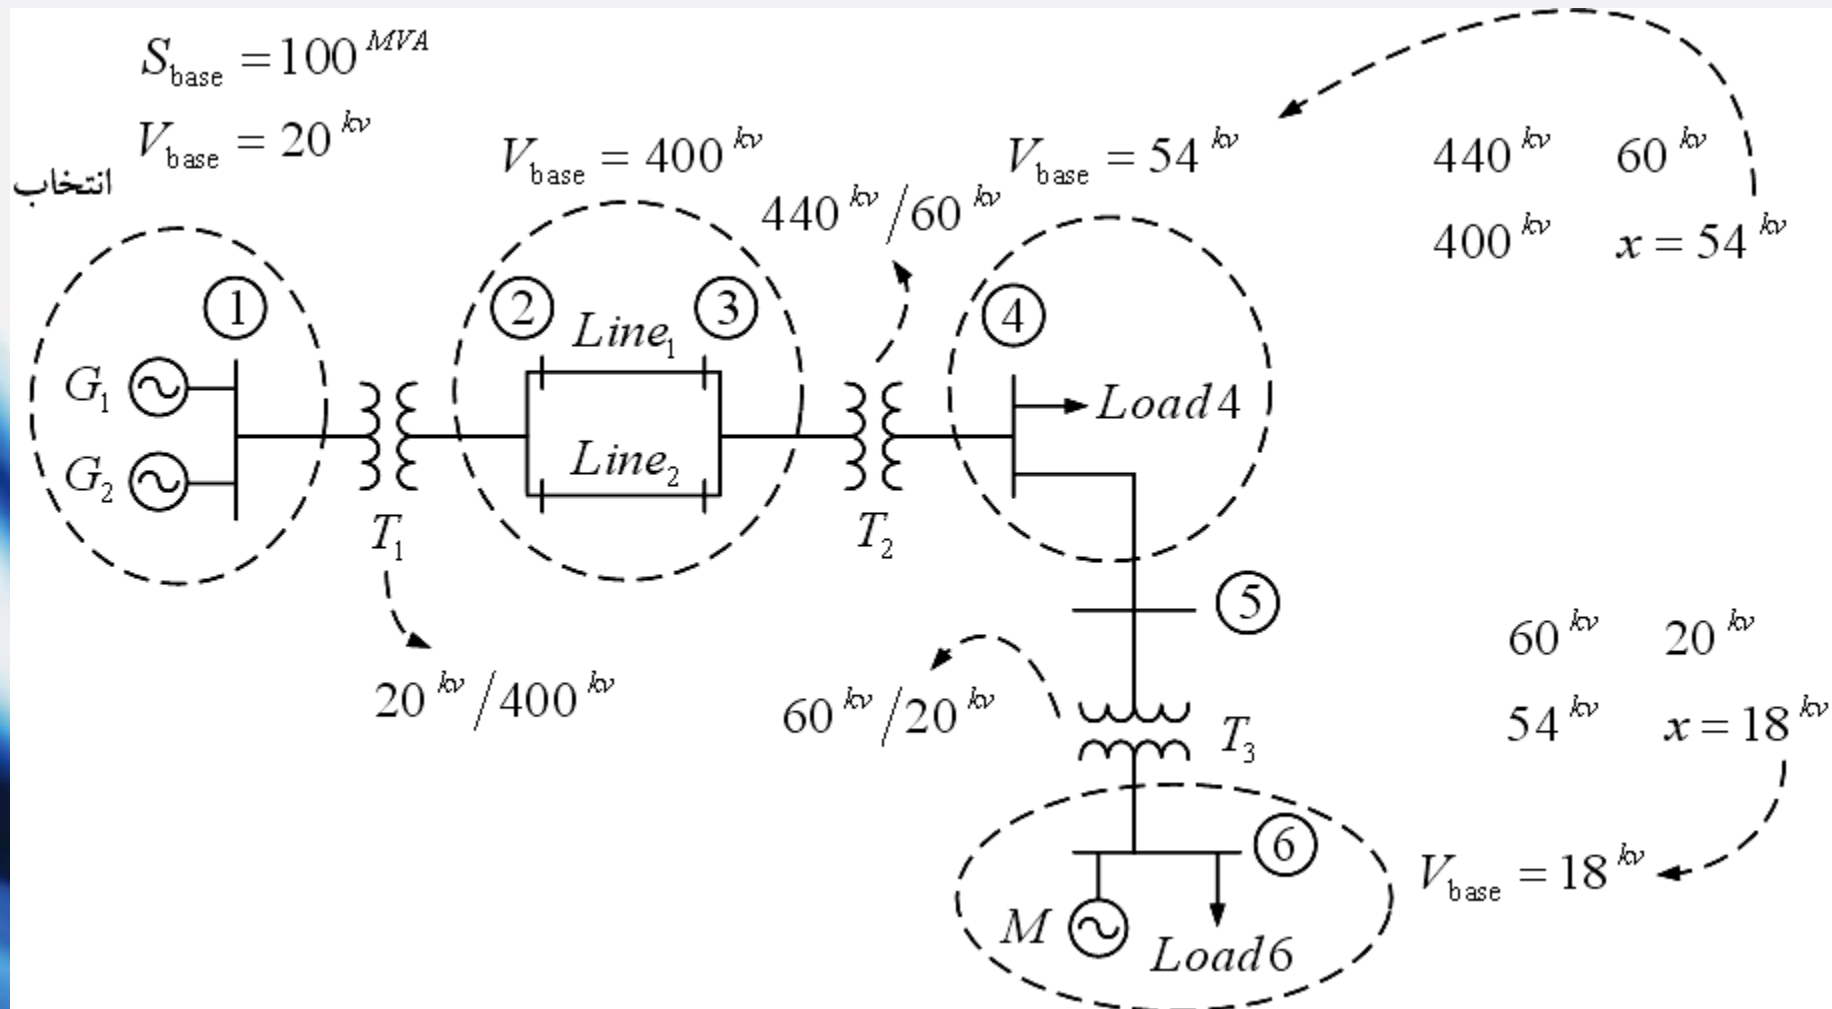 S_base = 100 MVA
V_base = 20 kv
انتخاب
V_base = 400 kv
V_base = 54 kv
440 kv 60 kv
400 kv x = 54 kv
440 kv / 60 kv
1
2
3
4
Line1
G1
Load 4
Line2
G2
T1
T2
5
20 kv / 400 kv
60 kv / 20 kv
T3
60 kv 20 kv
54 kv x = 18 kv
6
V_base = 18 kv
M
Load 6